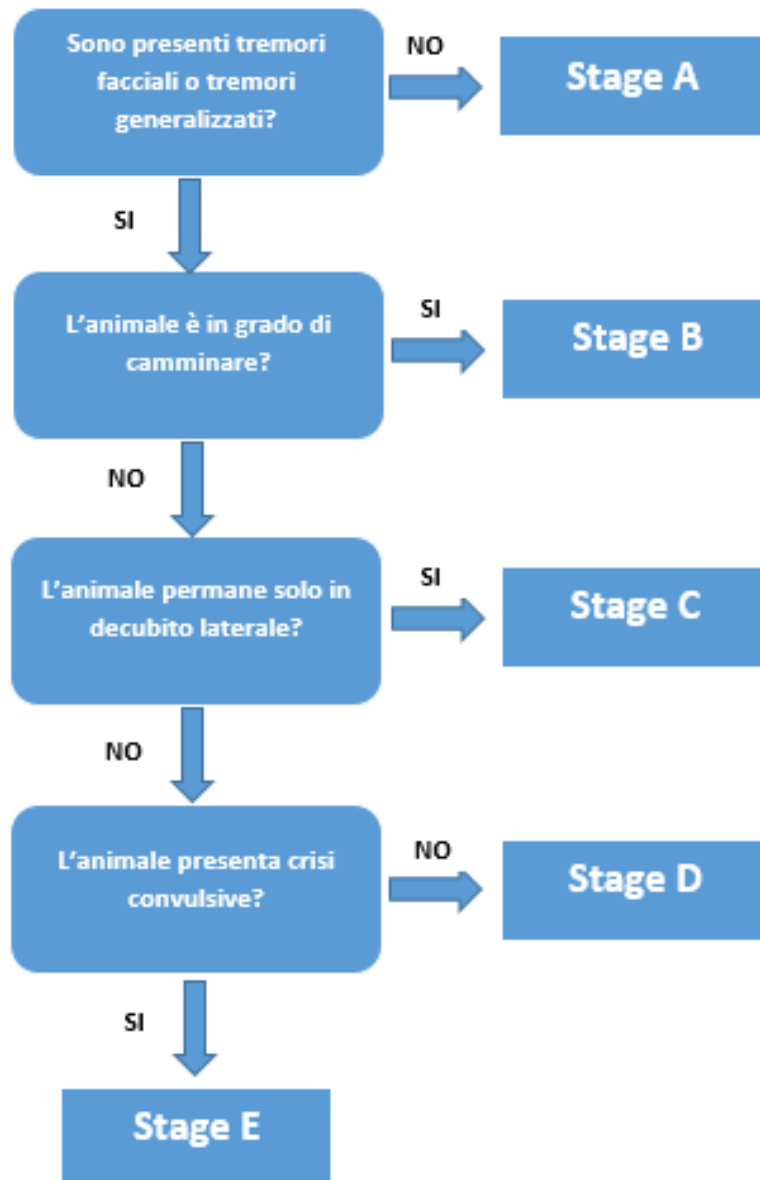 Sono presenti tremori
facciali o tremori
generalizzati?
NO
Stage A
SI
L'animale è in grado di
camminare?
SI
Stage B
NO
L'animale permane solo in
decubito laterale?
SI
Stage C
NO
L'animale presenta crisi
convulsive?
NO
Stage D
SI
Stage E